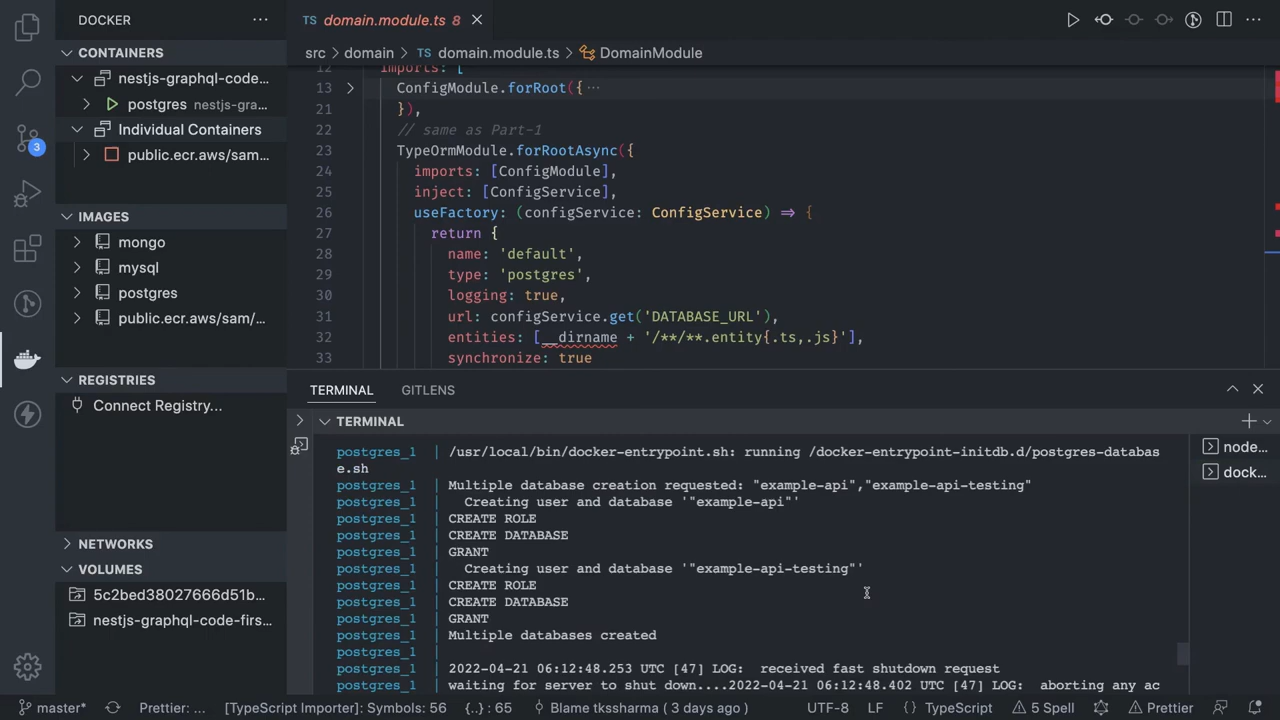 DOCKER
CONTAINERS
nestjs-graphql-code...
postgres nestjs-gra...
Individual Containers
public.ecr.aws/sam...
IMAGES
mongo
mysql
postgres
public.ecr.aws/sam/...
REGISTRIES
Connect Registry...
NETWORKS
VOLUMES
5c2bed38027666d51b...
nestjs-graphql-code-firs...
3
TS domain.module.ts 8
src > domain > TS domain.module.ts > DomainModule
12 imports: [
13 ConfigModule.forRoot({ ...
21 }),
22 // same as Part-1
23 TypeOrmModule.forRootAsync({
24 imports: [ConfigModule],
25 inject: [ConfigService],
26 useFactory: (configService: ConfigService) => {
27 return {
28 name: 'default',
29 type: 'postgres',
30 logging: true,
31 url: configService.get('DATABASE_URL'),
32 entities: [__dirname + '/**/**.entity{.ts,.js}'],
33 synchronize: true
TERMINAL GITLENS
TERMINAL
postgres_1 | /usr/local/bin/docker-entrypoint.sh: running /docker-entrypoint-initdb.d/postgres-databas
e.sh
postgres_1 | Multiple database creation requested: "example-api","example-api-testing"
postgres_1 | Creating user and database '"example-api"'
postgres_1 | CREATE ROLE
postgres_1 | CREATE DATABASE
postgres_1 | GRANT
postgres_1 | Creating user and database '"example-api-testing"'
postgres_1 | CREATE ROLE
postgres_1 | CREATE DATABASE
postgres_1 | GRANT
postgres_1 | Multiple databases created
postgres_1 |
postgres_1 | 2022-04-21 06:12:48.253 UTC [47] LOG: received fast shutdown request
postgres_1 | waiting for server to shut down....2022-04-21 06:12:48.402 UTC [47] LOG: aborting any ac
node...
dock...
master* Prettier: ... [TypeScript Importer]: Symbols: 56 {..}: 65 Blame tkssharma ( 3 days ago ) UTF-8 LF {} TypeScript 5 Spell Prettier